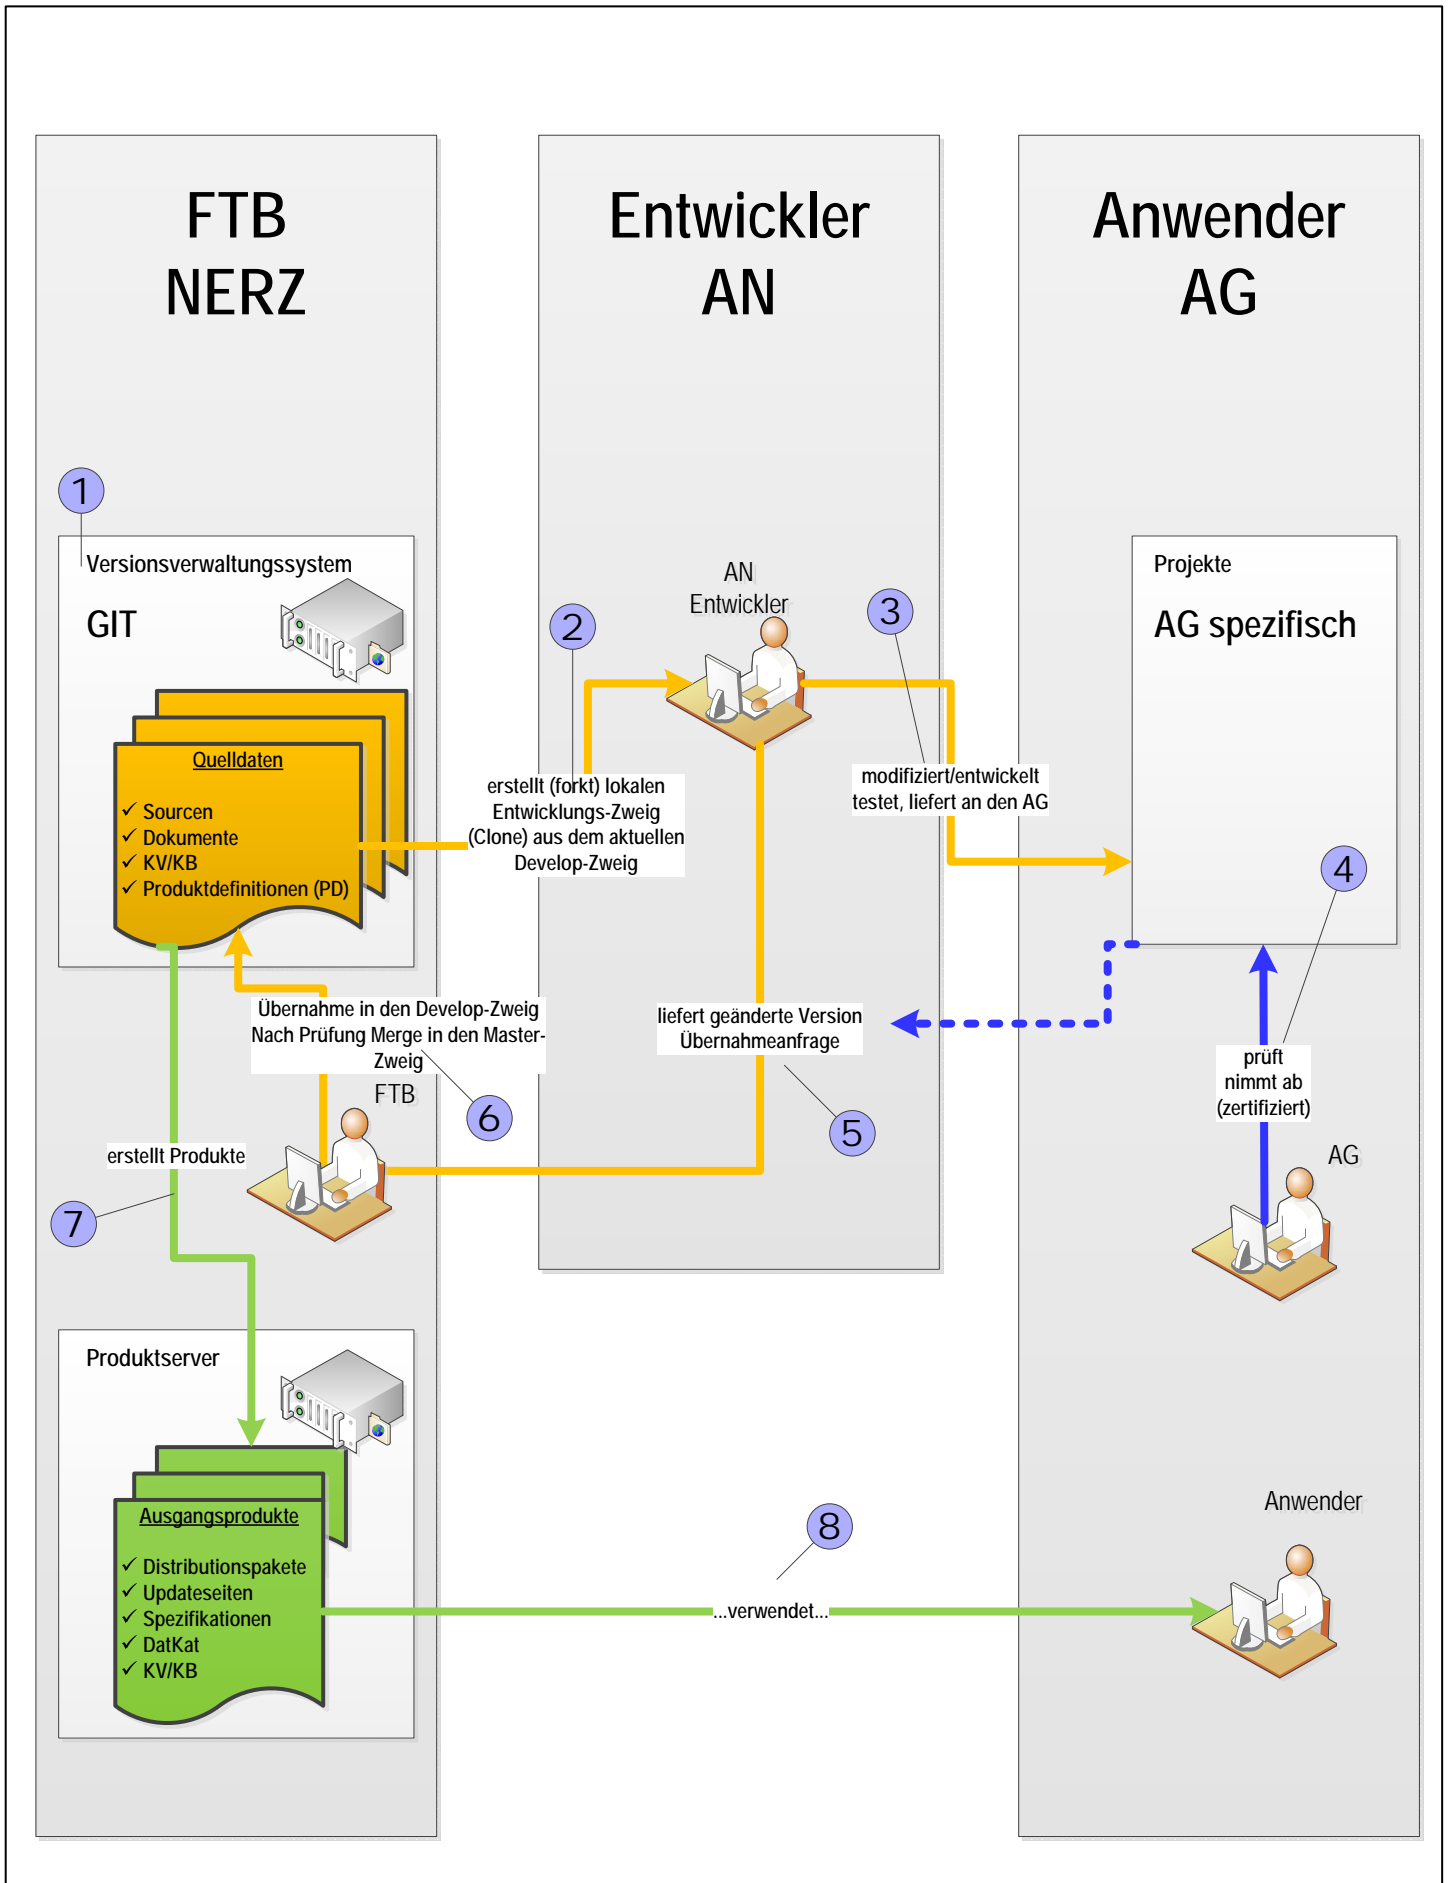 FTB
NERZ
Entwickler
AN
Anwender
AG
1
Versionsverwaltungssystem
GIT
Quelldaten
✓ Sourcen
✓ Dokumente
✓ KV/KB
✓ Produktdefinitionen (PD)
2
erstellt (forkt) lokalen
Entwicklungs-Zweig
(Clone) aus dem aktuellen
Develop-Zweig
AN
Entwickler
3
modifiziert/entwickelt
testet, liefert an den AG
Projekte
AG spezifisch
4
prüft
nimmt ab
(zertifiziert)
AG
liefert geänderte Version
Übernahmeanfrage
5
Übernahme in den Develop-Zweig
Nach Prüfung Merge in den Master-
Zweig
6
FTB
erstellt Produkte
7
Produktserver
Ausgangsprodukte
✓ Distributionspakete
✓ Updateseiten
✓ Spezifikationen
✓ DatKat
✓ KV/KB
8
...verwendet...
Anwender